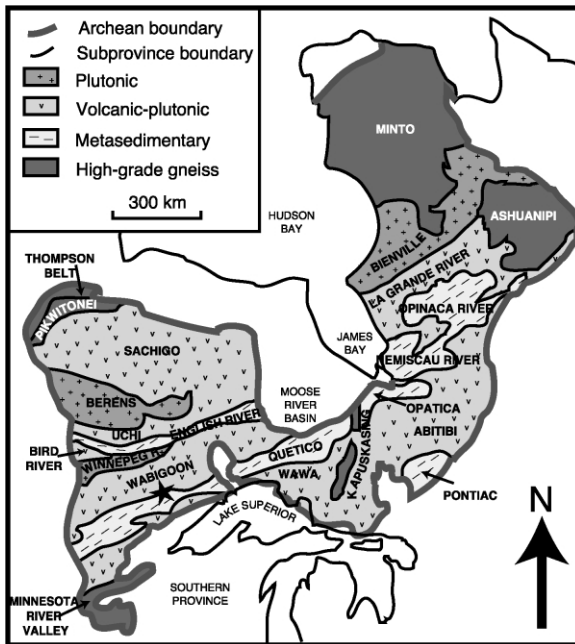 Archean boundary
Subprovince boundary
Plutonic
Volcanic-plutonic
Metasedimentary
High-grade gneiss
300 km
MINTO
HUDSON
BAY
ASHUANIPI
BIENVILLE
THOMPSON
BELT
LA GRANDE RIVER
PIKWITONEI
OPINACA RIVER
SACHIGO
JAMES
BAY
NEMISCAU RIVER
BERENS
MOOSE
RIVER
BASIN
OPATICA
UCHI
ENGLISH RIVER
ABITIBI
BIRD
RIVER
WINNEPEG R.
QUETICO
KAPUSKASING
WABIGOON
WAWA
PONTIAC
N
LAKE SUPERIOR
SOUTHERN
PROVINCE
MINNESOTA
RIVER
VALLEY